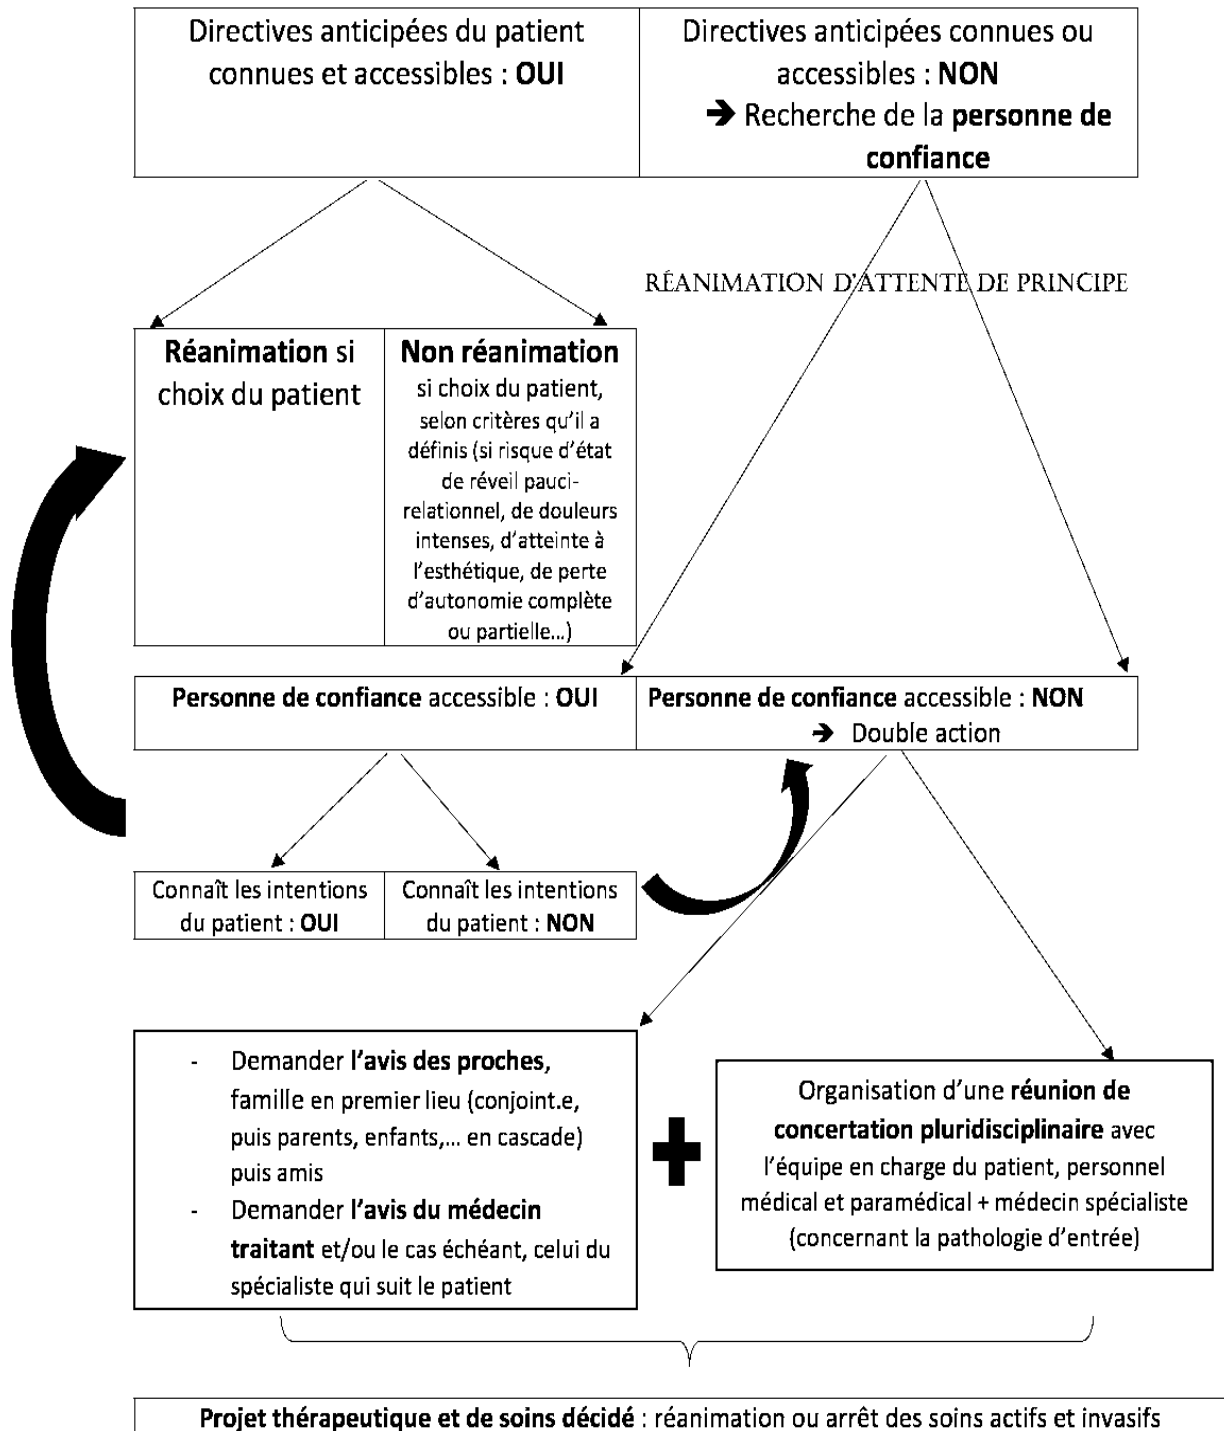 Directives anticipées du patient
connues et accessibles : OUI
Directives anticipées connues ou
accessibles : NON
➔ Recherche de la personne de
confiance
RÉANIMATION D'ATTENTE DE PRINCIPE
Réanimation si
choix du patient
Non réanimation
si choix du patient,
selon critères qu'il a
définis (si risque d'état
de réveil pauci-
relationnel, de douleurs
intenses, d'atteinte à
l'esthétique, de perte
d'autonomie complète
ou partielle...)
Personne de confiance accessible : OUI
Personne de confiance accessible : NON
➔ Double action
Connaît les intentions
du patient : OUI
Connaît les intentions
du patient : NON
- Demander l'avis des proches,
famille en premier lieu (conjoint.e,
puis parents, enfants,... en cascade)
puis amis
- Demander l'avis du médecin
traitant et/ou le cas échéant, celui du
spécialiste qui suit le patient
Organisation d'une réunion de
concertation pluridisciplinaire avec
l'équipe en charge du patient, personnel
médical et paramédical + médecin spécialiste
(concernant la pathologie d'entrée)
Projet thérapeutique et de soins décidé : réanimation ou arrêt des soins actifs et invasifs